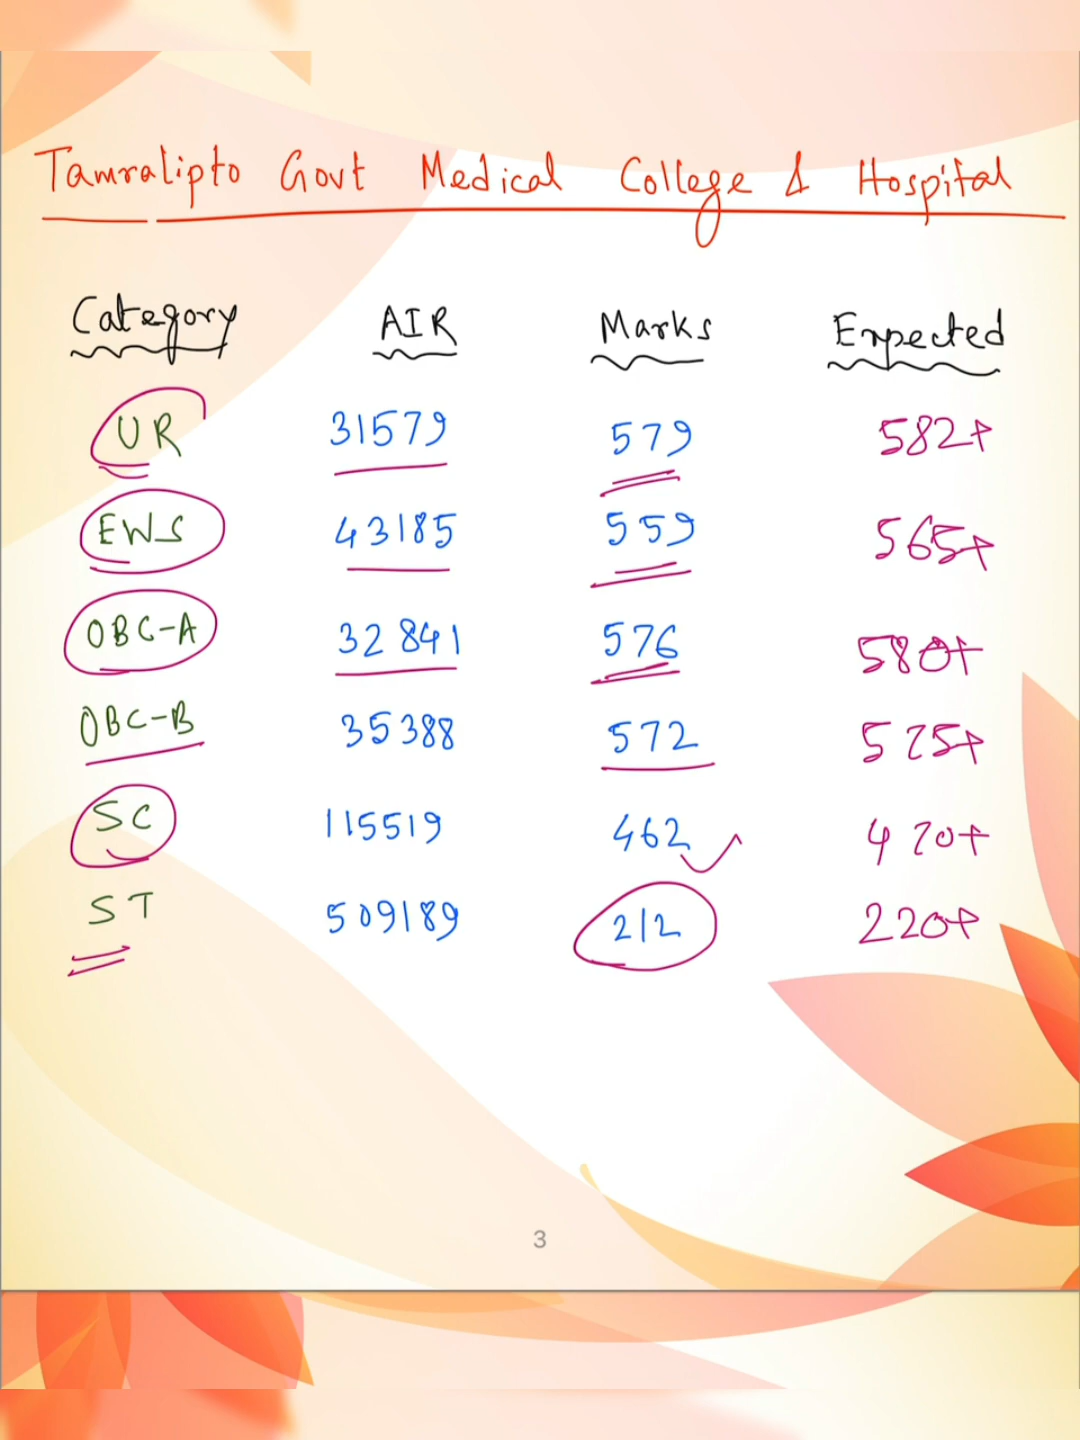 Tamralipto Govt Medical College & Hospital
Category AIR Marks Expected
UR 31579 579 582+
EWS 43185 559 565+
OBC-A 32841 576 580+
OBC-B 35388 572 575+
SC 115519 462 470+
ST 509189 212 220+
3